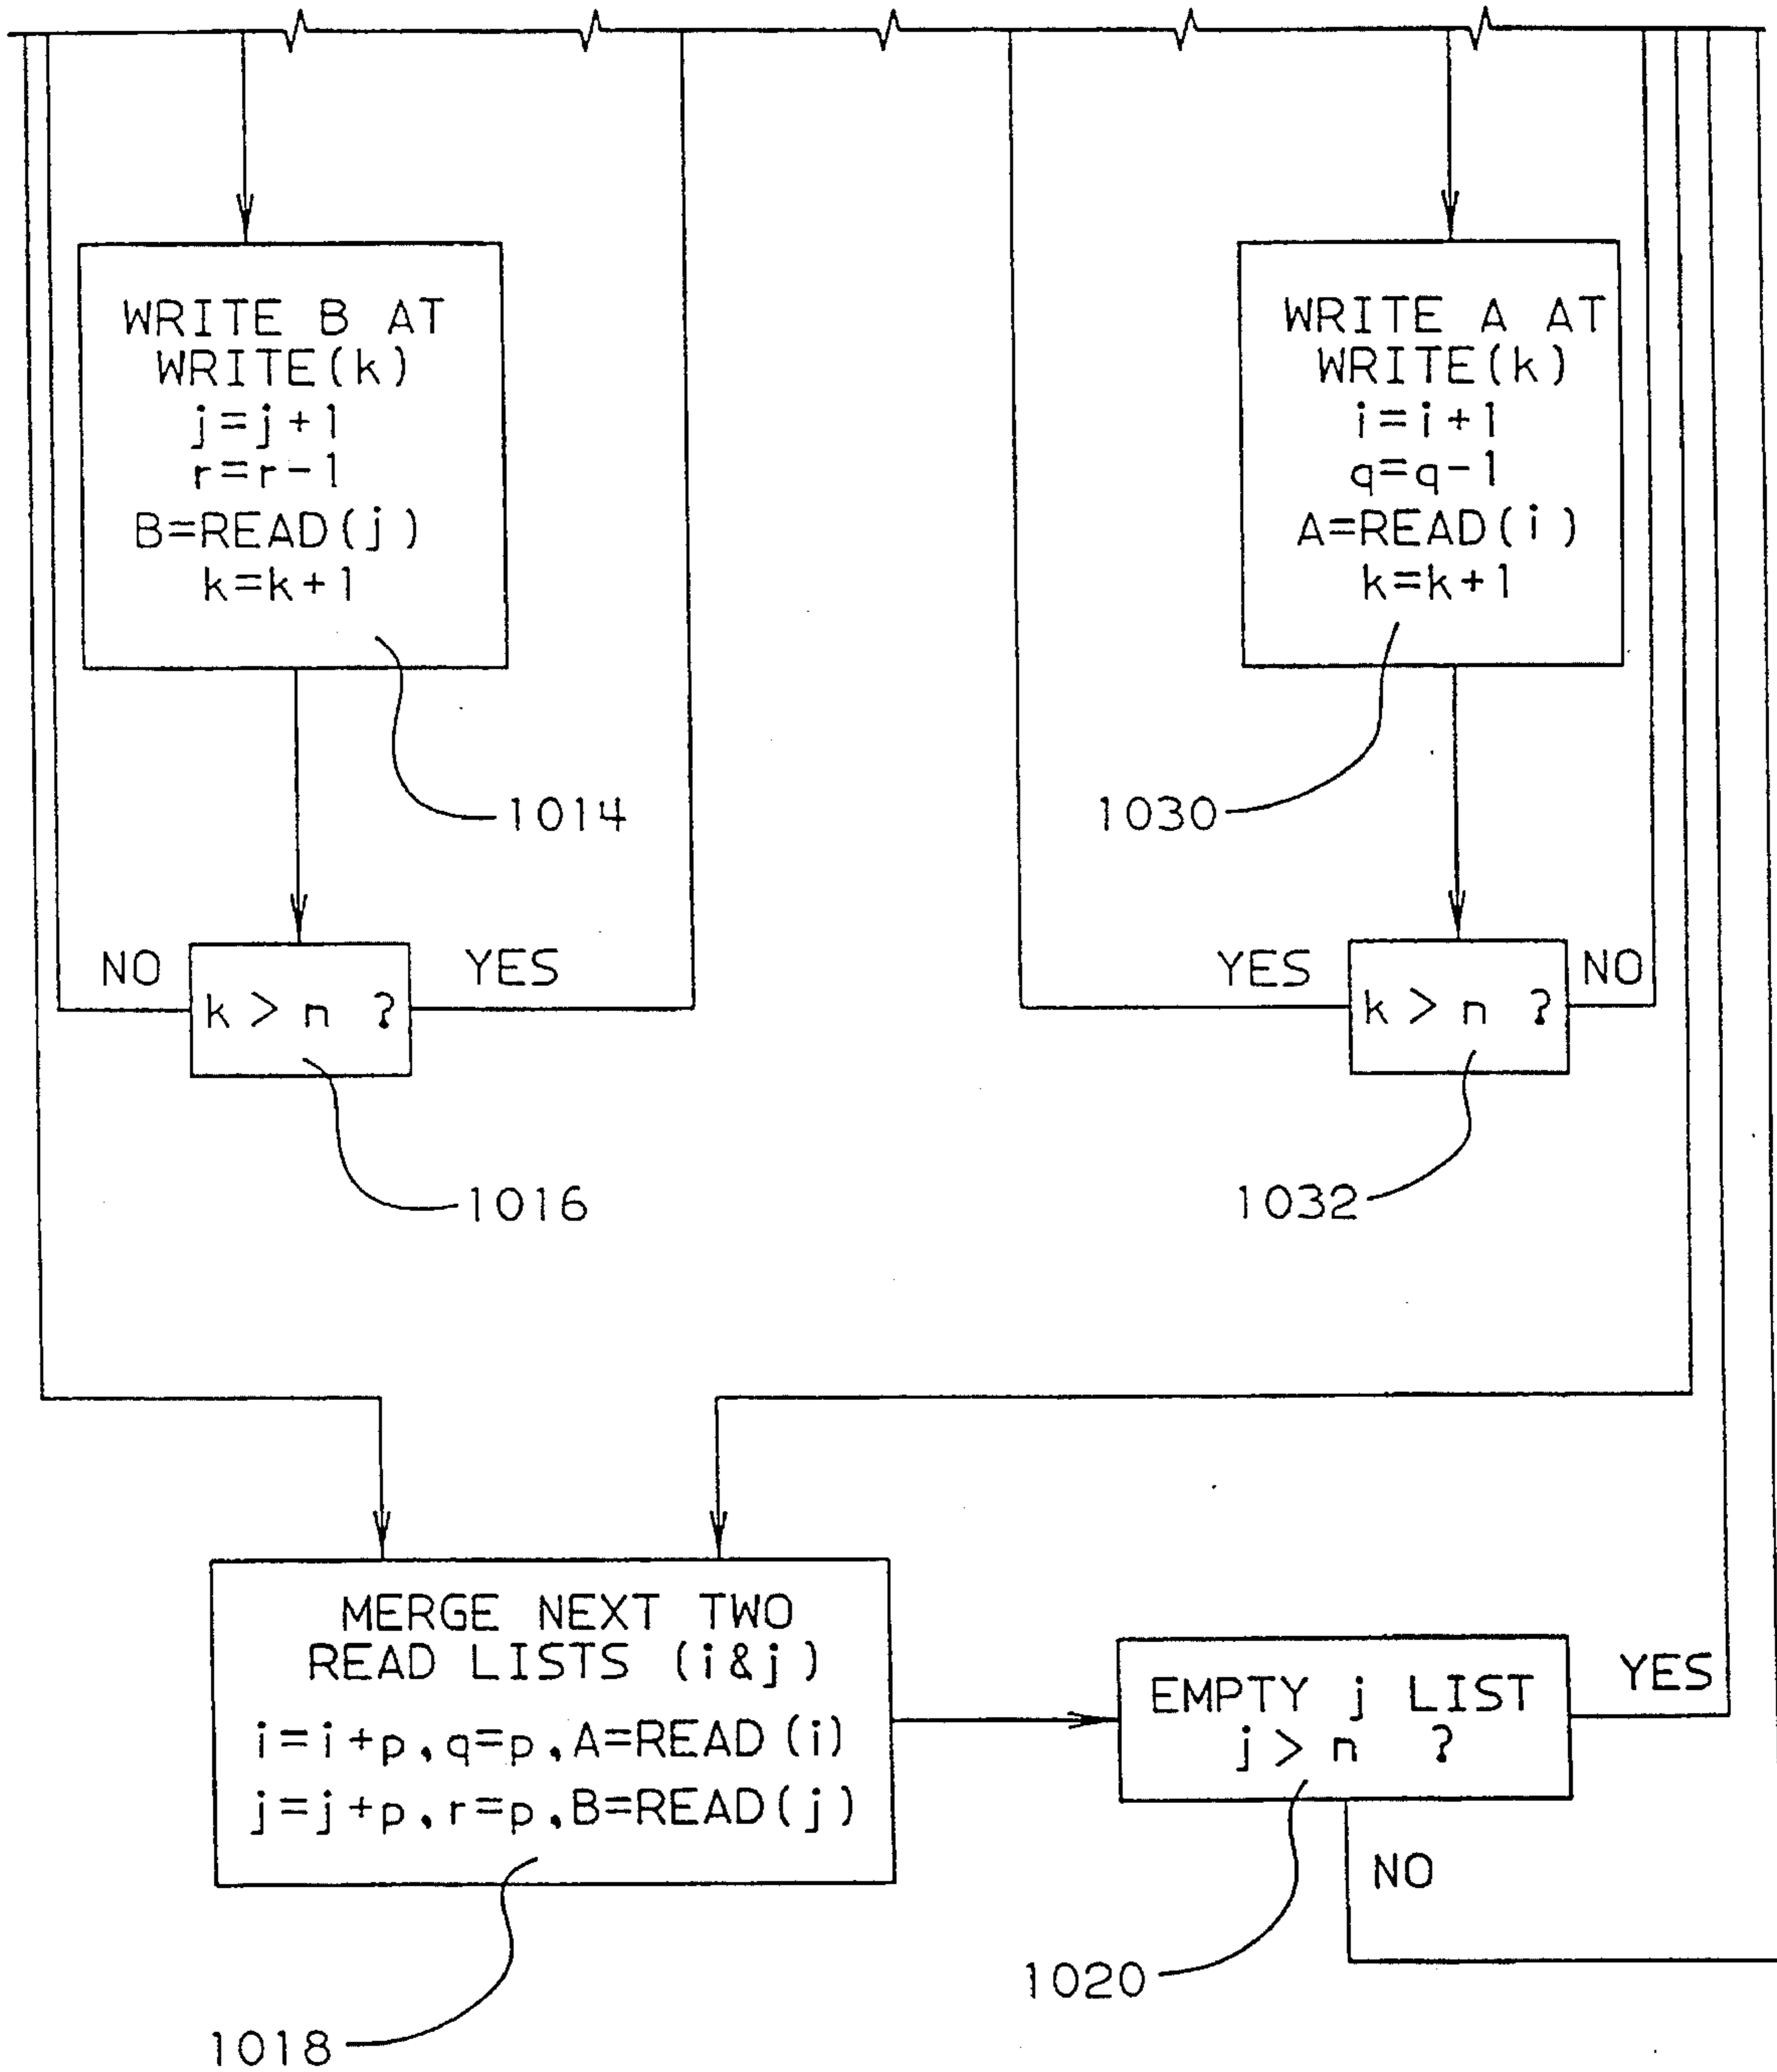 WRITE B AT
WRITE(k)
j=j+1
r=r-1
B=READ(j)
k=k+1
1014
NO
k > n ?
YES
1016
WRITE A AT
WRITE(k)
i=i+1
q=q-1
A=READ(i)
k=k+1
1030
YES
k > n ?
NO
1032
MERGE NEXT TWO
READ LISTS (i&j)
i=i+p,q=p,A=READ(i)
j=j+p,r=p,B=READ(j)
1018
EMPTY j LIST
j > n ?
YES
NO
1020